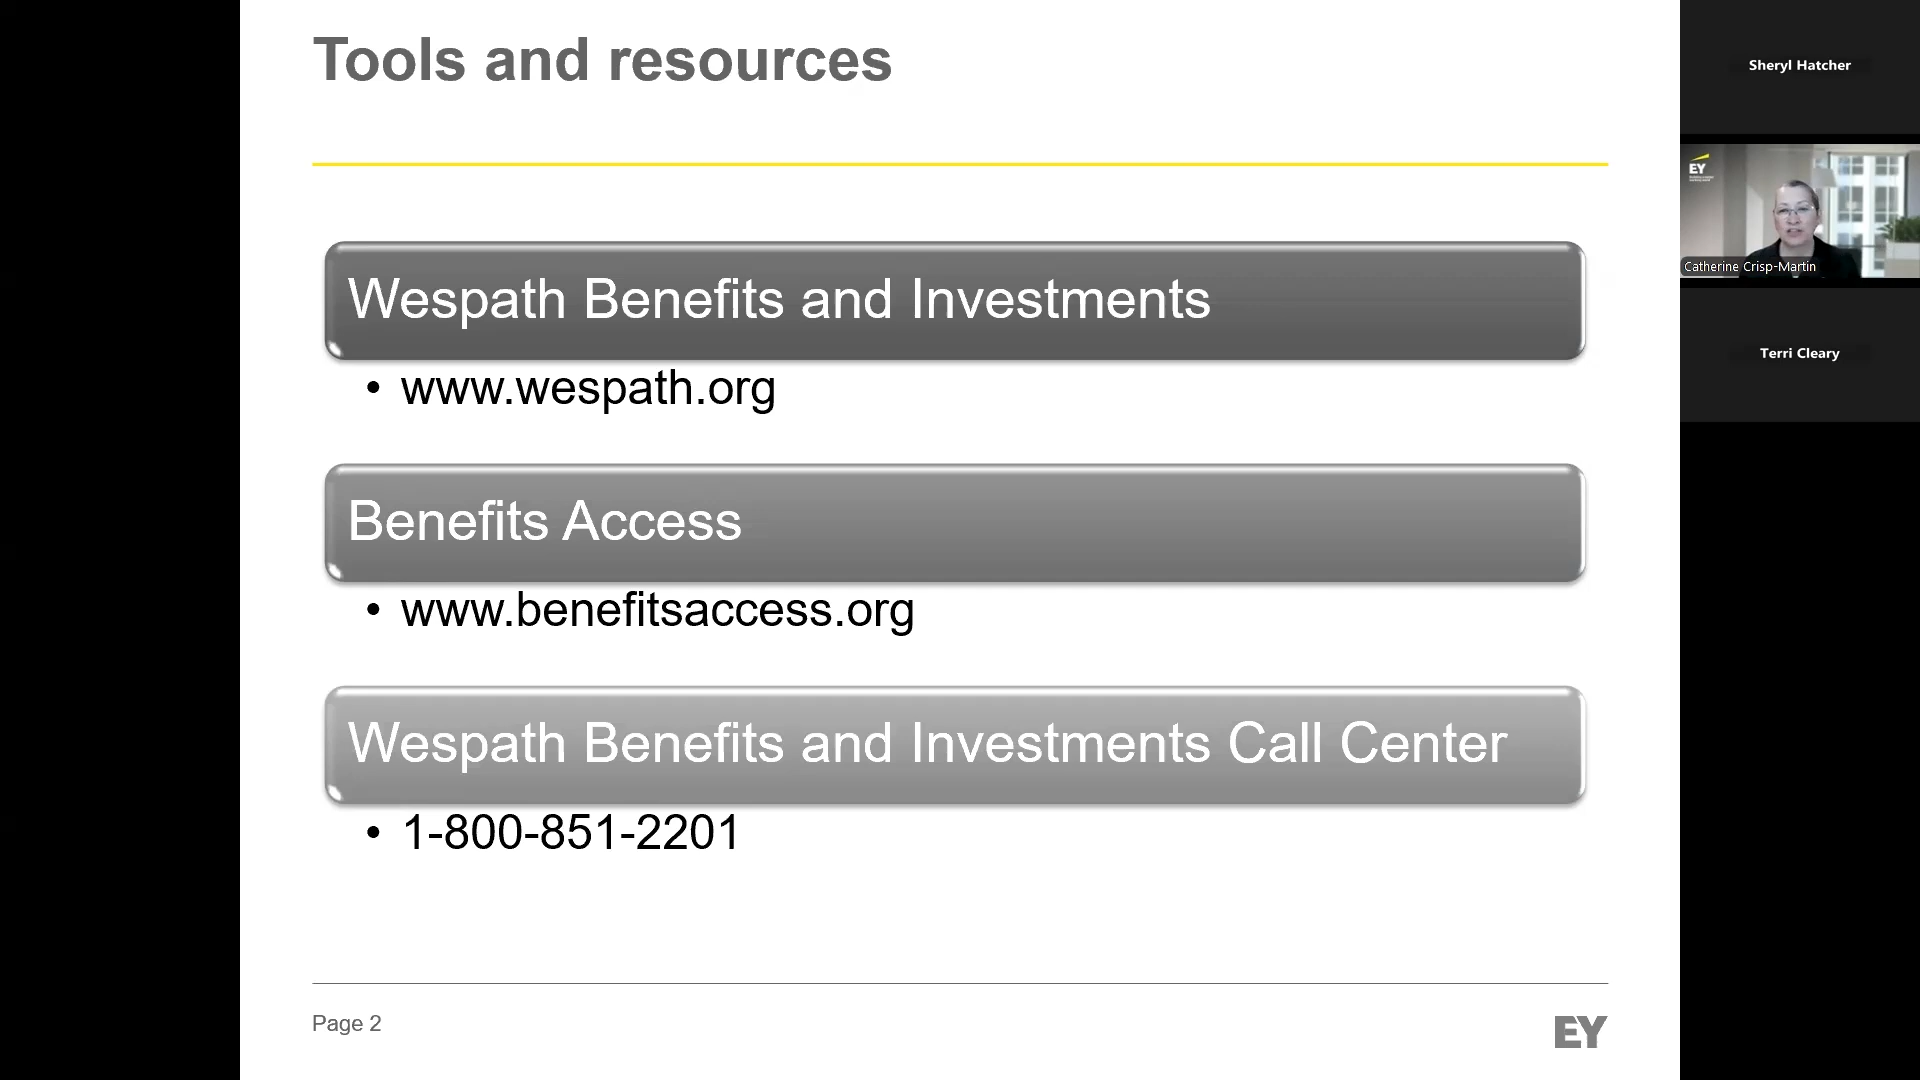 Tools and resources
Wespath Benefits and Investments
• www.wespath.org
Benefits Access
• www.benefitsaccess.org
Wespath Benefits and Investments Call Center
• 1-800-851-2201
Page 2
EY
Sheryl Hatcher
EY
Catherine Crisp-Martin
Terri Cleary